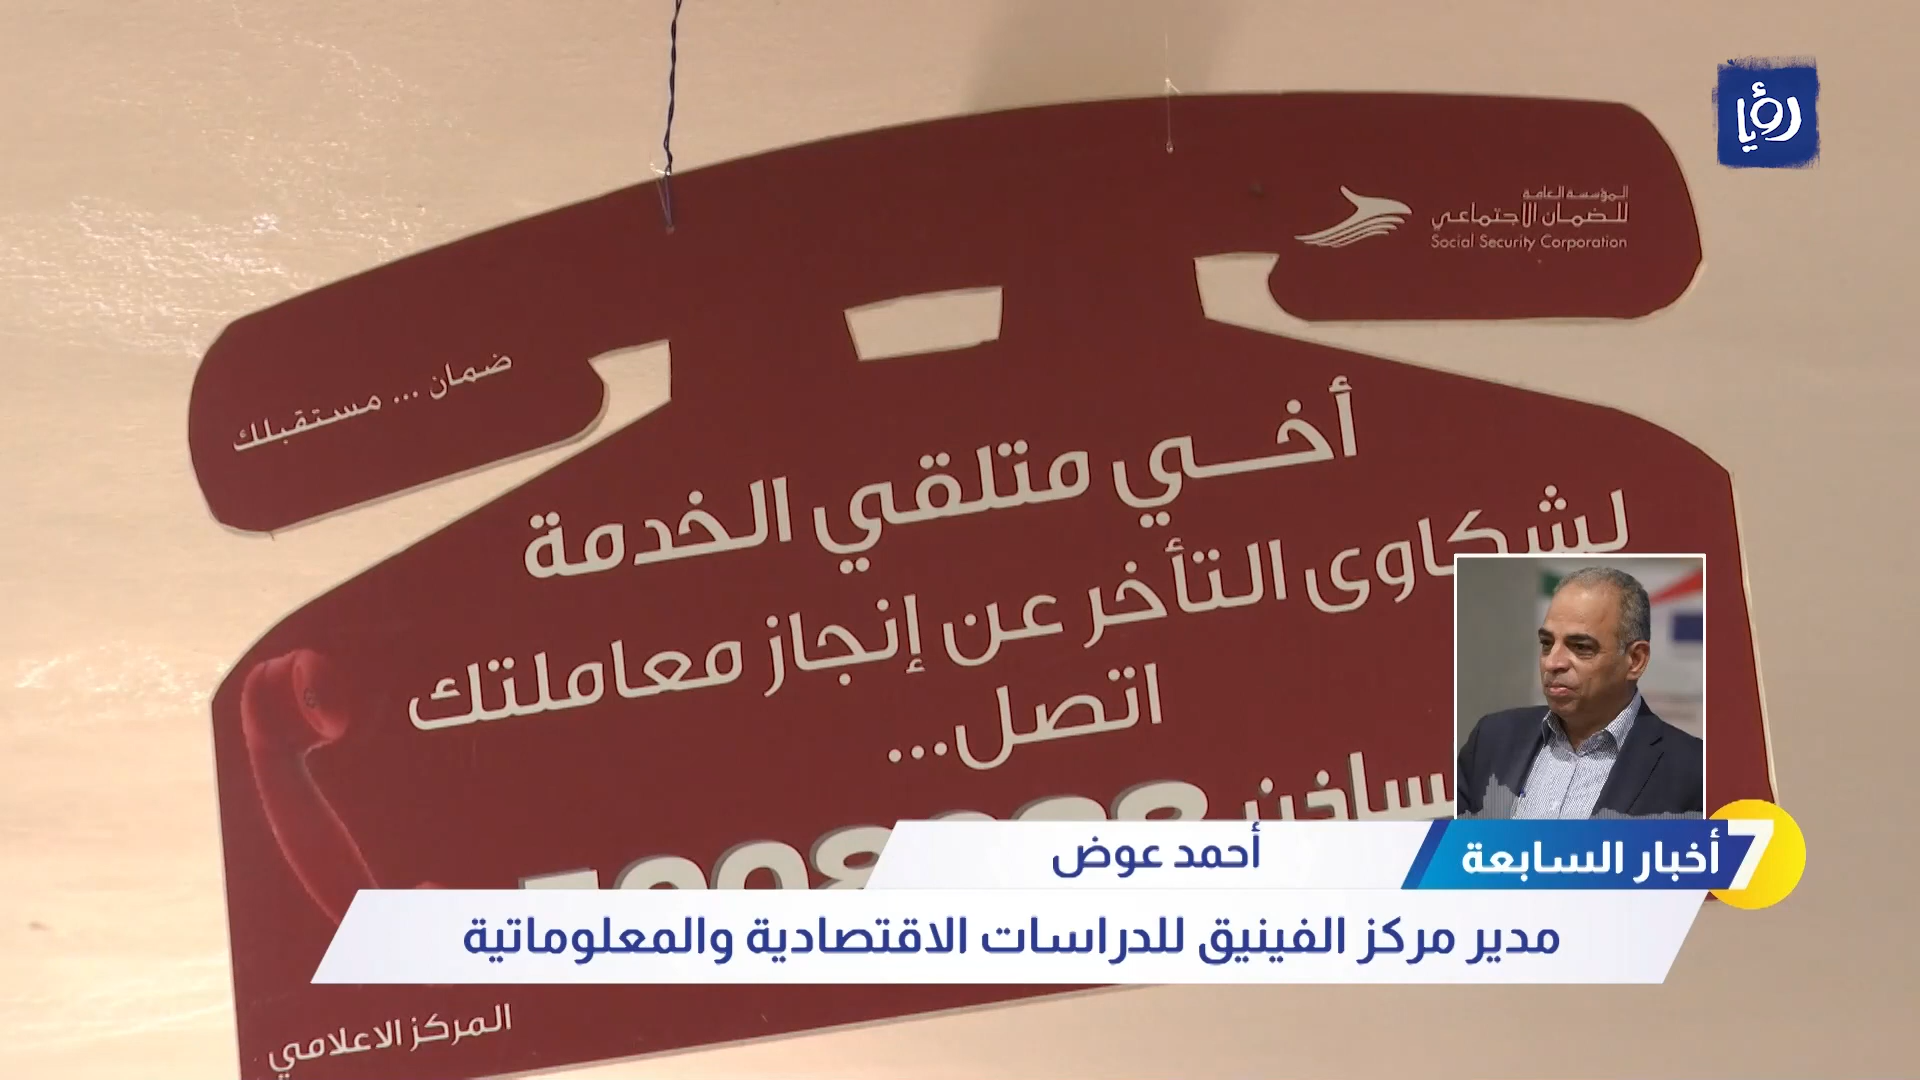 رؤيا
المؤسسة العامة
للضمان الاجتماعي
Social Security Corporation
ضمان ... مستقبلك
أخي متلقي الخدمة
لشكاوى التأخر عن إنجاز معاملتك
اتصل...
أحمد عوض
أخبار السابعة 7
مدير مركز الفينيق للدراسات الاقتصادية والمعلوماتية
المركز الاعلامي